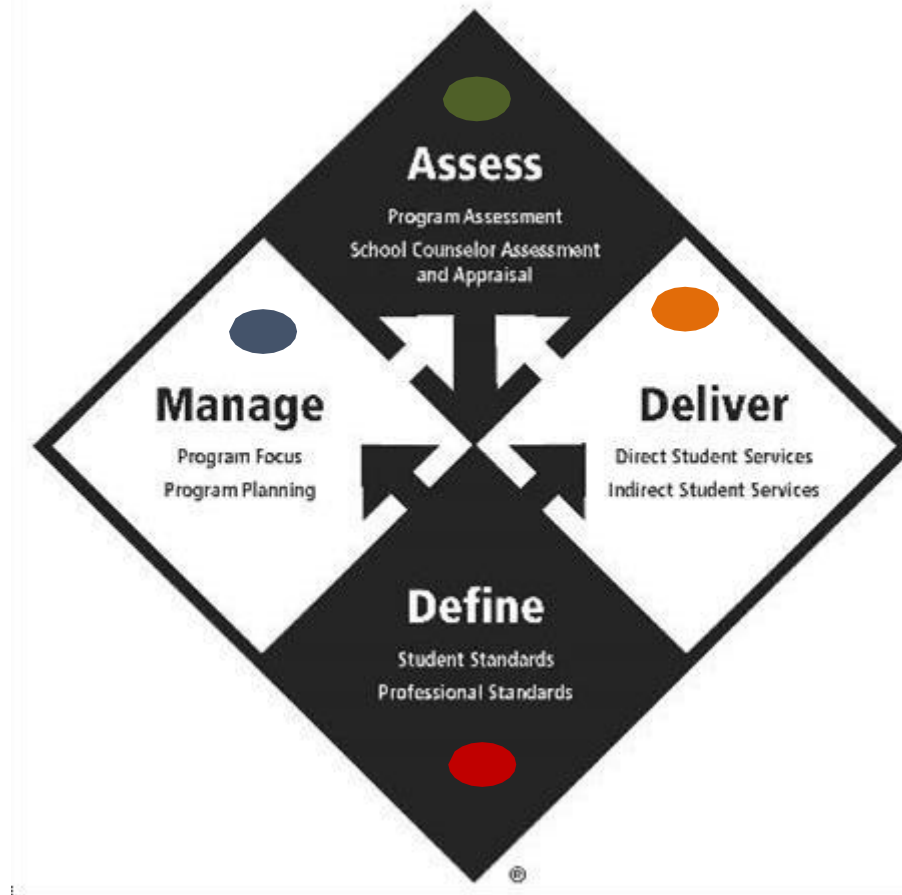 Assess
Program Assessment
School Counselor Assessment
and Appraisal
Manage
Program Focus
Program Planning
Deliver
Direct Student Services
Indirect Student Services
Define
Student Standards
Professional Standards
®